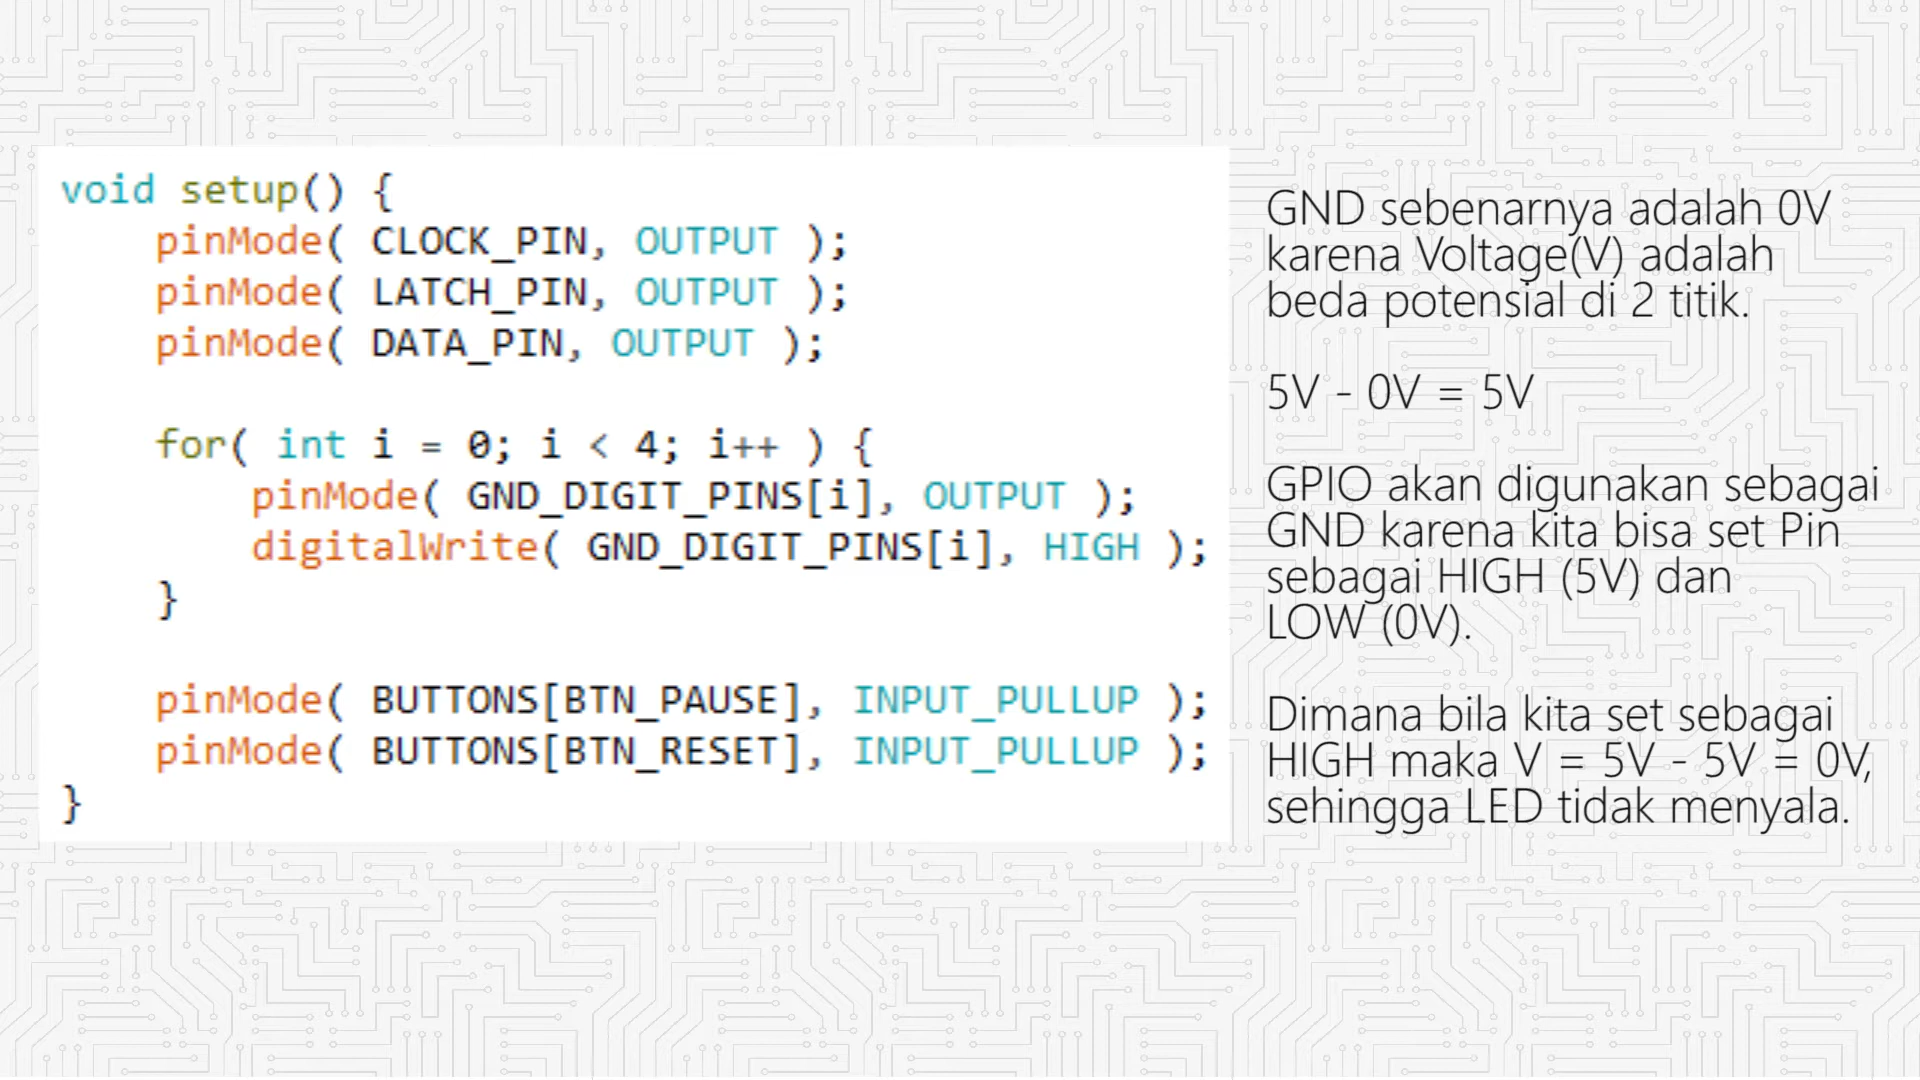 void setup() {
    pinMode( CLOCK_PIN, OUTPUT );
    pinMode( LATCH_PIN, OUTPUT );
    pinMode( DATA_PIN, OUTPUT );

    for( int i = 0; i < 4; i++ ) {
        pinMode( GND_DIGIT_PINS[i], OUTPUT );
        digitalWrite( GND_DIGIT_PINS[i], HIGH );
    }

    pinMode( BUTTONS[BTN_PAUSE], INPUT_PULLUP );
    pinMode( BUTTONS[BTN_RESET], INPUT_PULLUP );
}
GND sebenarnya adalah 0V
karena Voltage(V) adalah
beda potensial di 2 titik.

5V - 0V = 5V

GPIO akan digunakan sebagai
GND karena kita bisa set Pin
sebagai HIGH (5V) dan
LOW (0V).

Dimana bila kita set sebagai
HIGH maka V = 5V - 5V = 0V,
sehingga LED tidak menyala.